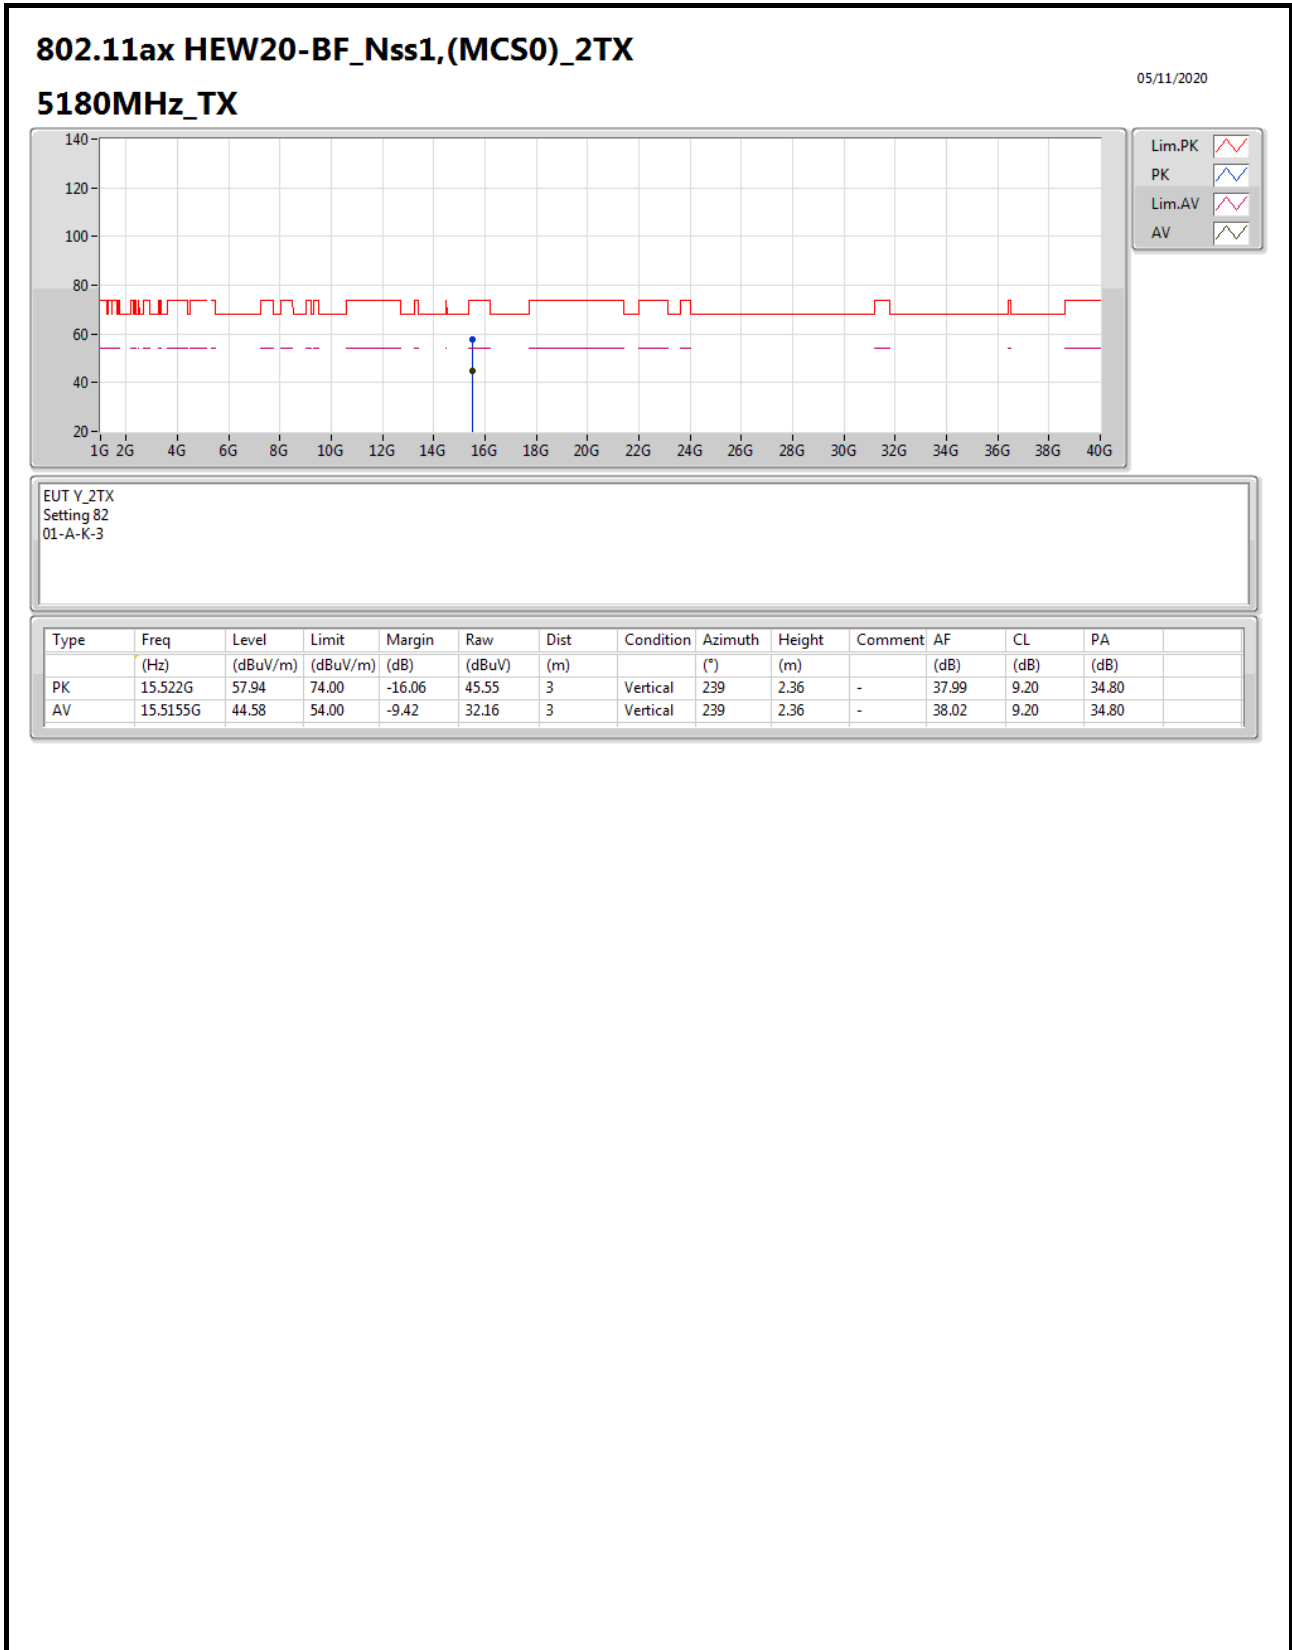 802.11ax HEW20-BF_Nss1,(MCS0)_2TX
05/11/2020
5180MHz_TX
140
120
100
80
60
40
20
1G 2G 4G 6G 8G 10G 12G 14G 16G 18G 20G 22G 24G 26G 28G 30G 32G 34G 36G 38G 40G
Lim.PK
PK
Lim.AV
AV
EUT Y_2TX
Setting 82
01-A-K-3
Type Freq Level Limit Margin Raw Dist Condition Azimuth Height Comment AF CL PA
(Hz) (dBuV/m) (dBuV/m) (dB) (dBuV) (m) (°) (m) (dB) (dB) (dB)
PK 15.522G 57.94 74.00 -16.06 45.55 3 Vertical 239 2.36 - 37.99 9.20 34.80
AV 15.5155G 44.58 54.00 -9.42 32.16 3 Vertical 239 2.36 - 38.02 9.20 34.80